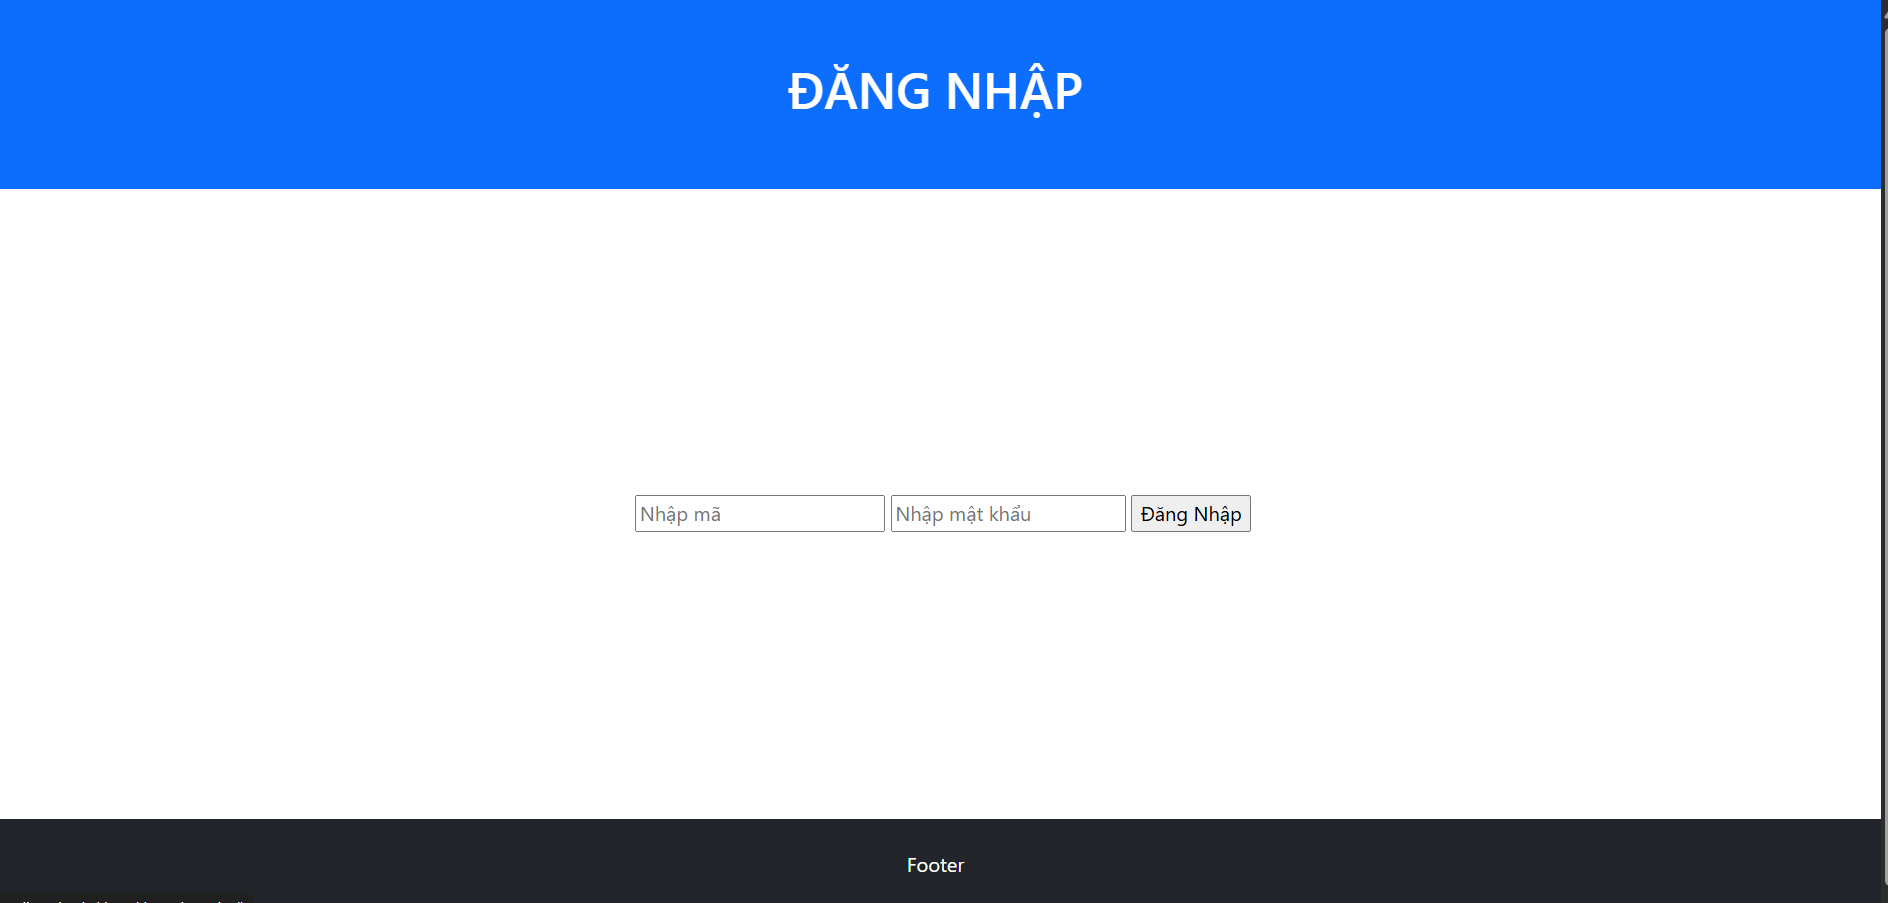 ĐĂNG NHẬP
Nhập mã Nhập mật khẩu Đăng Nhập
Footer